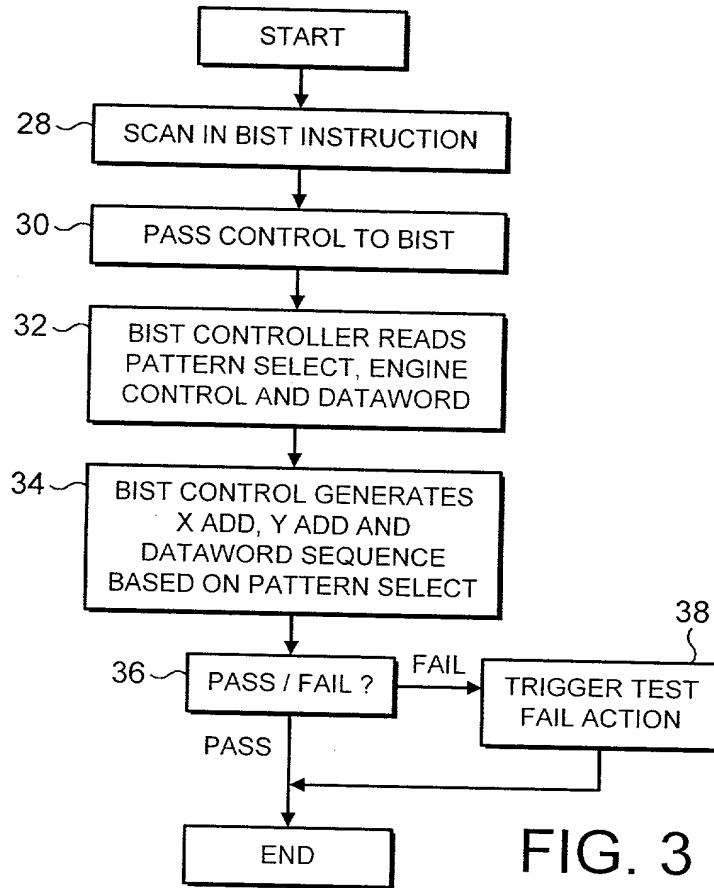 START
28
SCAN IN BIST INSTRUCTION
30
PASS CONTROL TO BIST
32
BIST CONTROLLER READS
PATTERN SELECT, ENGINE
CONTROL AND DATAWORD
34
BIST CONTROL GENERATES
X ADD, Y ADD AND
DATAWORD SEQUENCE
BASED ON PATTERN SELECT
36
PASS / FAIL ?
FAIL
38
TRIGGER TEST
FAIL ACTION
PASS
END
FIG. 3